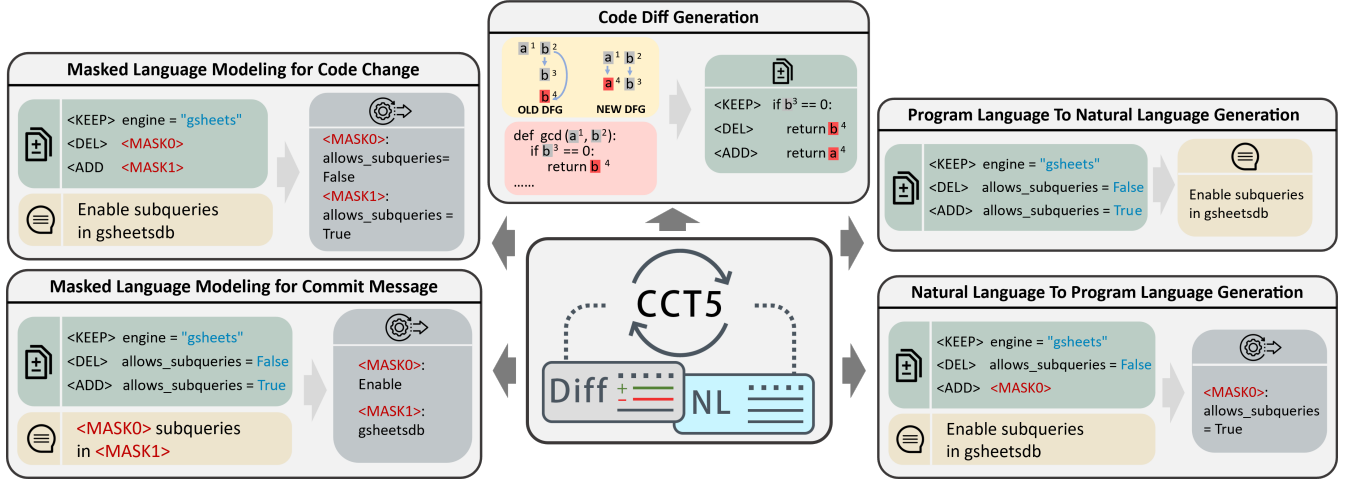 Code Diff Generation
a 1 b 2
b 3
b 4
OLD DFG
a 1 b 2
a 4 b 3
NEW DFG
def gcd (a1, b2):
if b3 == 0:
return b 4
......
<KEEP> if b3 == 0:
<DEL> return b 4
<ADD> return a 4
Masked Language Modeling for Code Change
<KEEP> engine = "gsheets"
<DEL> <MASK0>
<ADD <MASK1>
Enable subqueries
in gsheetsdb
<MASK0>:
allows_subqueries=
False
<MASK1>:
allows_subqueries =
True
Program Language To Natural Language Generation
<KEEP> engine = "gsheets"
<DEL> allows_subqueries = False
<ADD> allows_subqueries = True
Enable subqueries
in gsheetsdb
Masked Language Modeling for Commit Message
<KEEP> engine = "gsheets"
<DEL> allows_subqueries = False
<ADD> allows_subqueries = True
<MASK0> subqueries
in <MASK1>
<MASK0>:
Enable
<MASK1>:
gsheetsdb
CCT5
Diff + -
NL
Natural Language To Program Language Generation
<KEEP> engine = "gsheets"
<DEL> allows_subqueries = False
<ADD> <MASK0>
Enable subqueries
in gsheetsdb
<MASK0>:
allows_subqueries
= True